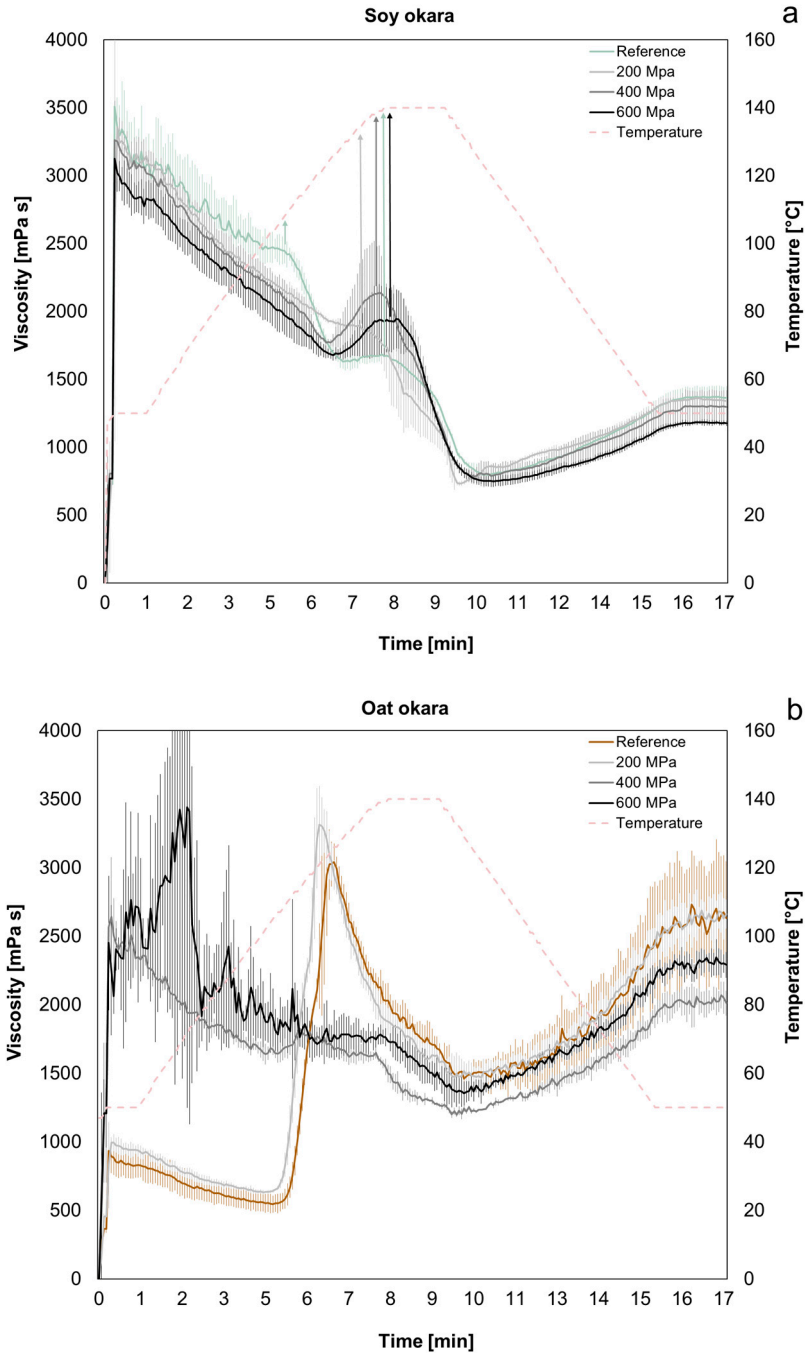 a
Soy okara
4000
3500
3000
2500
2000
1500
1000
500
0
Viscosity [mPa s]
Reference
200 Mpa
400 Mpa
600 Mpa
Temperature
160
140
120
100
80
60
40
20
0
Temperature [°C]
0 1 2 3 5 6 7 8 9 10 11 12 14 15 16 17
Time [min]
b
Oat okara
4000
3500
3000
2500
2000
1500
1000
500
0
Viscosity [mPa s]
Reference
200 MPa
400 MPa
600 MPa
Temperature
160
140
120
100
80
60
40
20
0
Temperature [°C]
0 1 2 3 5 6 7 8 9 10 11 12 14 15 16 17
Time [min]